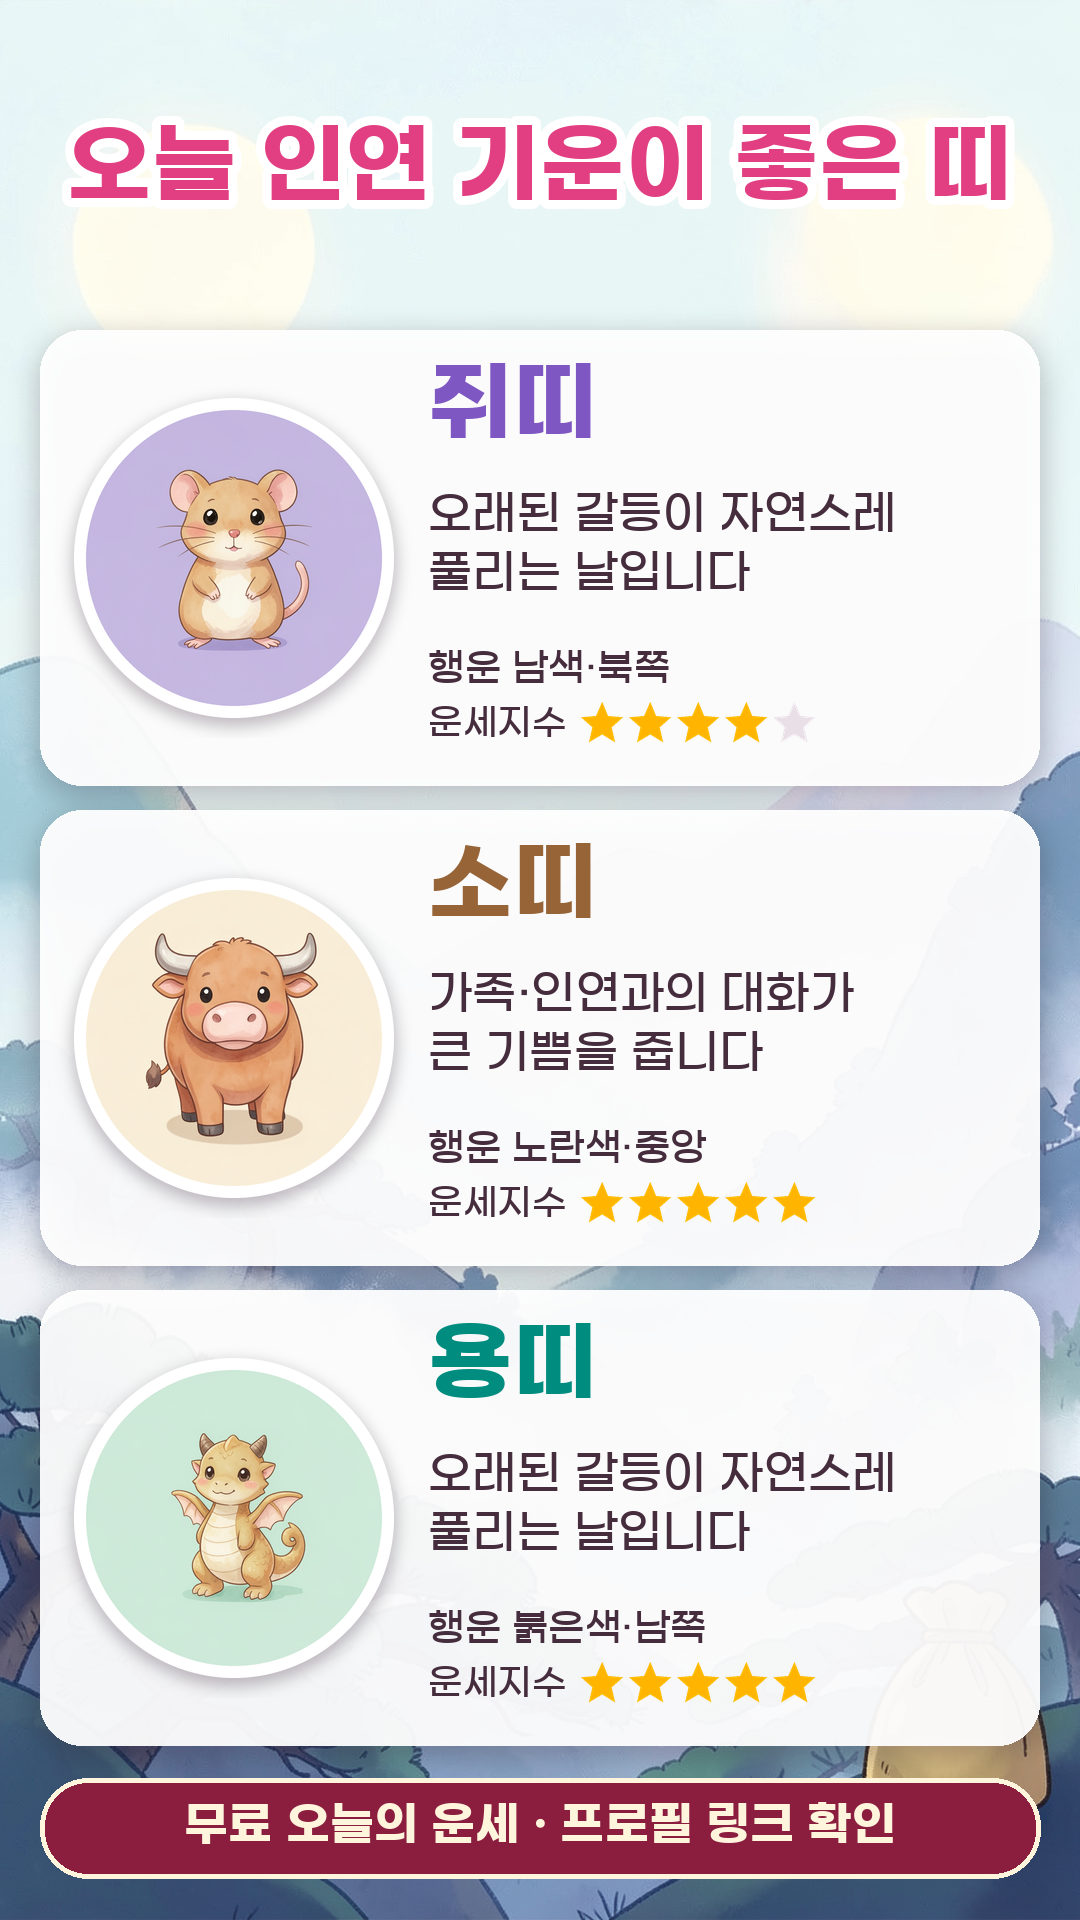 오늘 인연 기운이 좋은 띠
쥐띠
오래된 갈등이 자연스레
풀리는 날입니다
행운 남색·북쪽
운세지수
소띠
가족·인연과의 대화가
큰 기쁨을 줍니다
행운 노란색·중앙
운세지수
용띠
오래된 갈등이 자연스레
풀리는 날입니다
행운 붉은색·남쪽
운세지수
무료 오늘의 운세 · 프로필 링크 확인